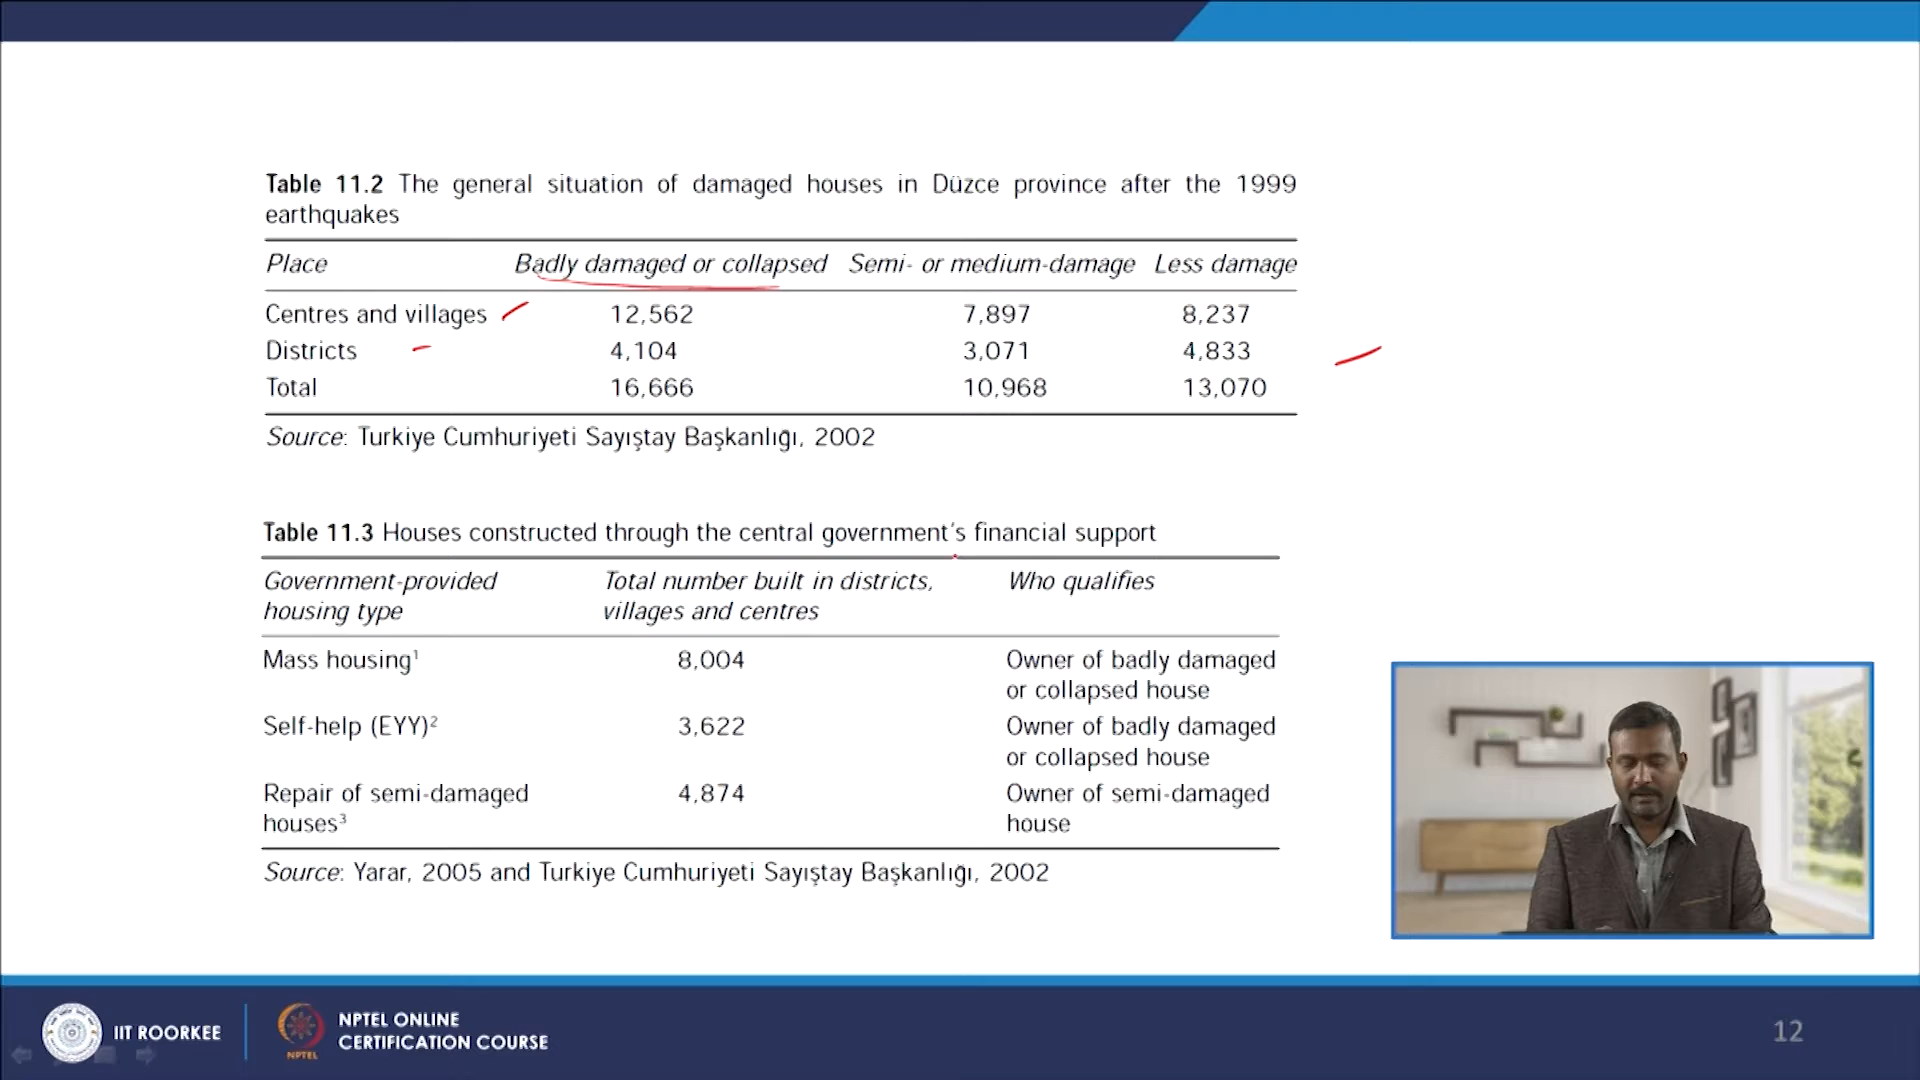 Table 11.2 The general situation of damaged houses in Düzce province after the 1999
earthquakes
Place Badly damaged or collapsed Semi- or medium-damage Less damage
Centres and villages 12,562 7,897 8,237
Districts 4,104 3,071 4,833
Total 16,666 10,968 13,070
Source: Turkiye Cumhuriyeti Sayıştay Başkanlığı, 2002
Table 11.3 Houses constructed through the central government's financial support
Government-provided Total number built in districts, Who qualifies
housing type villages and centres
Mass housing¹ 8,004 Owner of badly damaged
or collapsed house
Self-help (EYY)² 3,622 Owner of badly damaged
or collapsed house
Repair of semi-damaged 4,874 Owner of semi-damaged
houses³ house
Source: Yarar, 2005 and Turkiye Cumhuriyeti Sayıştay Başkanlığı, 2002
IIT ROORKEE
NPTEL
NPTEL ONLINE
CERTIFICATION COURSE
12